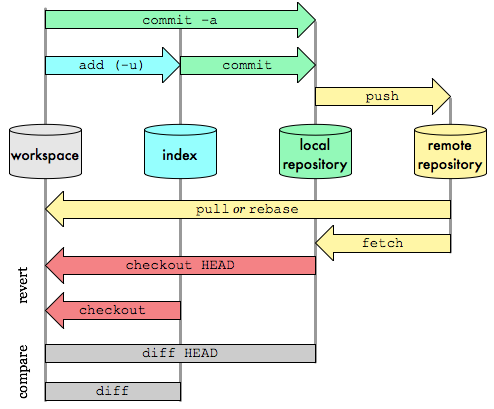 commit -a
add (-u)
commit
push
workspace
index
local
repository
remote
repository
pull or rebase
fetch
revert
checkout HEAD
checkout
compare
diff HEAD
diff